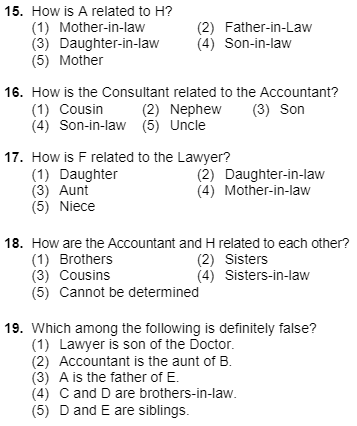 15. How is A related to H?
(1) Mother-in-law (2) Father-in-Law
(3) Daughter-in-law (4) Son-in-law
(5) Mother
16. How is the Consultant related to the Accountant?
(1) Cousin (2) Nephew (3) Son
(4) Son-in-law (5) Uncle
17. How is F related to the Lawyer?
(1) Daughter (2) Daughter-in-law
(3) Aunt (4) Mother-in-law
(5) Niece
18. How are the Accountant and H related to each other?
(1) Brothers (2) Sisters
(3) Cousins (4) Sisters-in-law
(5) Cannot be determined
19. Which among the following is definitely false?
(1) Lawyer is son of the Doctor.
(2) Accountant is the aunt of B.
(3) A is the father of E.
(4) C and D are brothers-in-law.
(5) D and E are siblings.